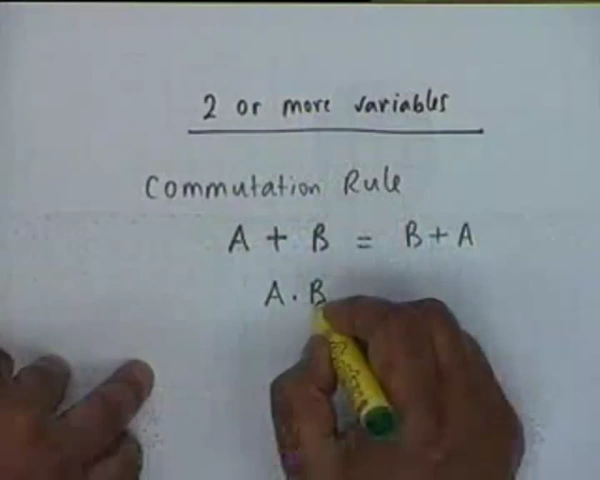 2 or more variables
Commutation Rule
A + B = B + A
A . B